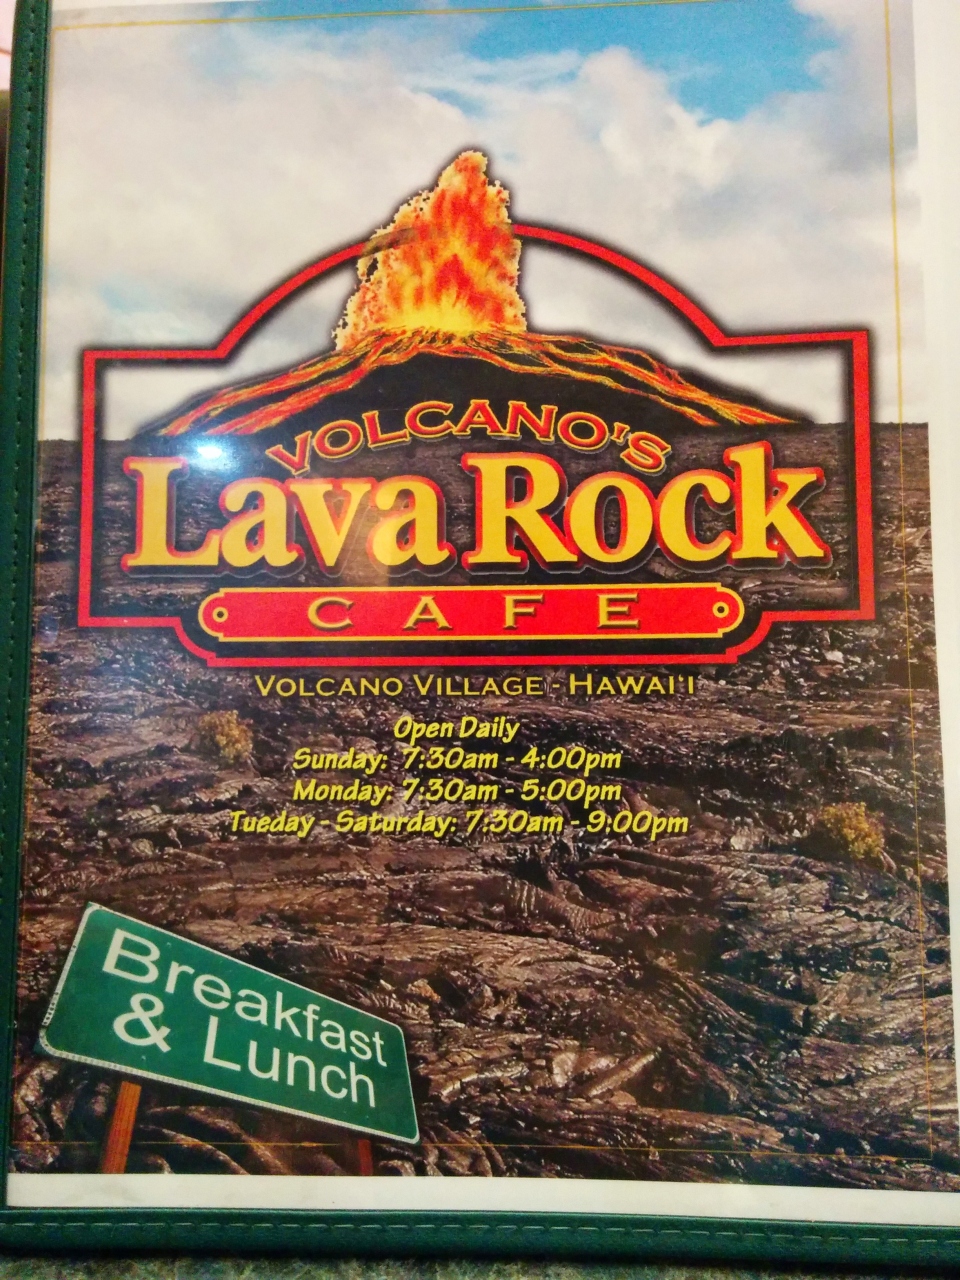 VOLCANO'S
Lava Rock
CAFE
VOLCANO VILLAGE - HAWAI‘I
Open Daily
Sunday: 7:30am - 4:00pm
Monday: 7:30am - 5:00pm
Tueday - Saturday: 7:30am - 9:00pm
Breakfast
& Lunch